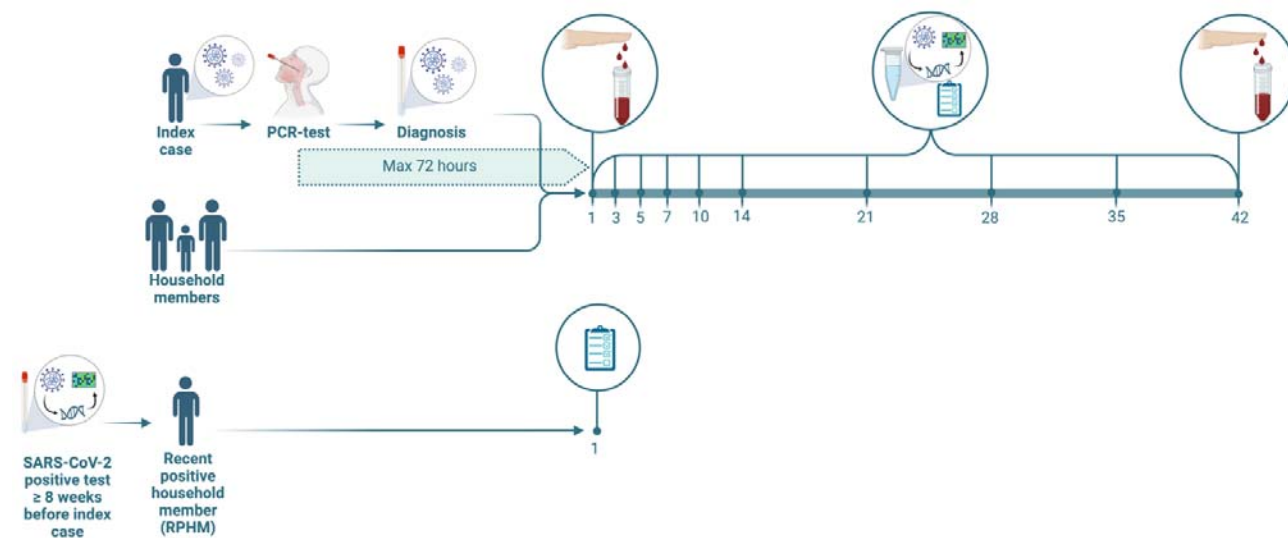 Index
case
PCR-test
Diagnosis
Max 72 hours
1 3 5 7 10 14 21 28 35 42
Household
members
1
SARS-CoV-2
positive test
≥ 8 weeks
before index
case
Recent
positive
household
member
(RPHM)